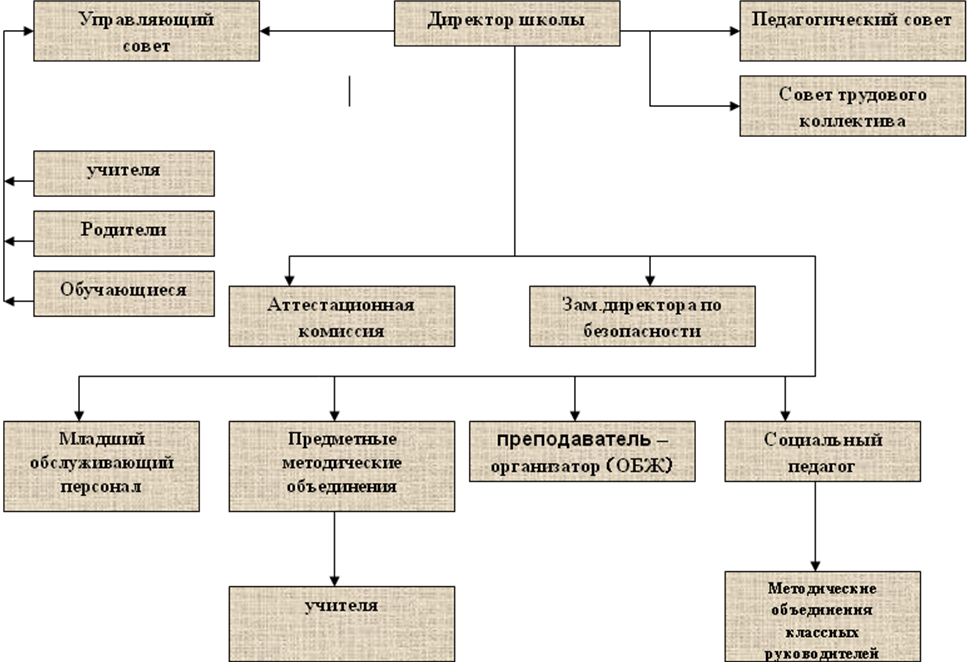 Управляющий
совет
Директор школы
Педагогический совет
Совет трудового
коллектива
учителя
Родители
Обучающиеся
Аттестационная
комиссия
Зам.директора по
безопасности
Младший
обслуживающий
персонал
Предметные
методические
объединения
преподаватель –
организатор (ОБЖ)
Социальный
педагог
учителя
Методические
объединения
классных
руководителей